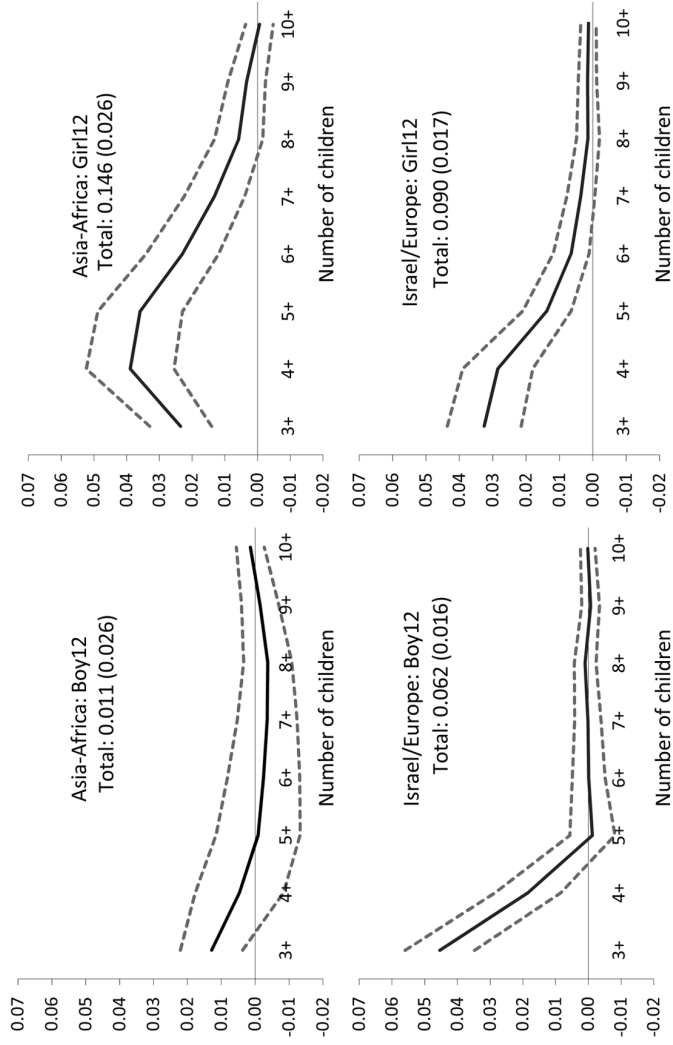 Asia-Africa: Boy12
Total: 0.011 (0.026)
0.07
0.06
0.05
0.04
0.03
0.02
0.01
0.00
-0.01
-0.02
3+ 4+ 5+ 6+ 7+ 8+ 9+ 10+
Number of children
Asia-Africa: Girl12
Total: 0.146 (0.026)
0.07
0.06
0.05
0.04
0.03
0.02
0.01
0.00
-0.01
-0.02
3+ 4+ 5+ 6+ 7+ 8+ 9+ 10+
Number of children
Israel/Europe: Boy12
Total: 0.062 (0.016)
0.07
0.06
0.05
0.04
0.03
0.02
0.01
0.00
-0.01
-0.02
3+ 4+ 5+ 6+ 7+ 8+ 9+ 10+
Number of children
Israel/Europe: Girl12
Total: 0.090 (0.017)
0.07
0.06
0.05
0.04
0.03
0.02
0.01
0.00
-0.01
-0.02
3+ 4+ 5+ 6+ 7+ 8+ 9+ 10+
Number of children